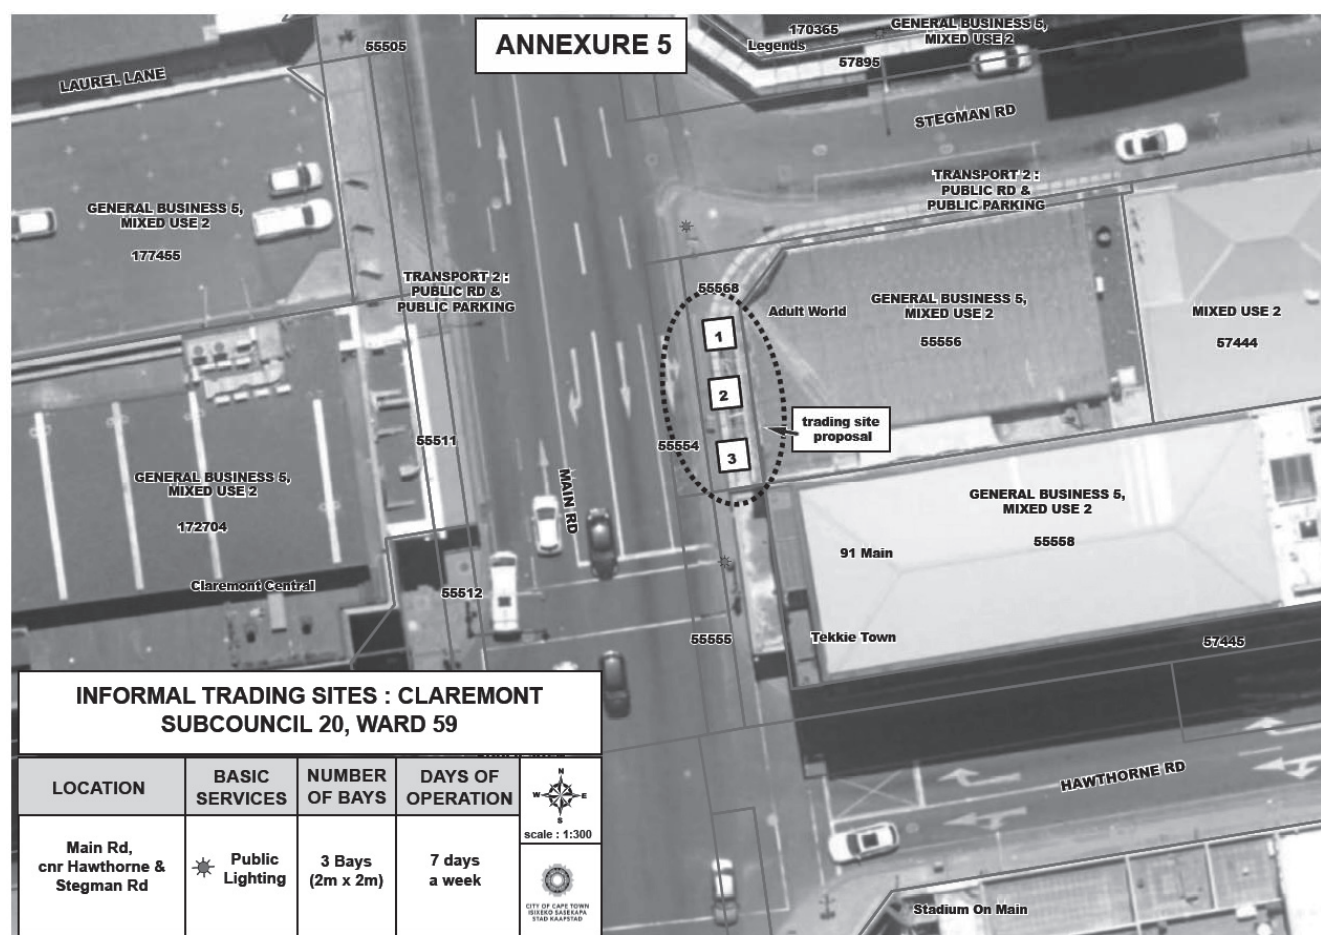 ANNEXURE 5
170365
Legends
GENERAL BUSINESS 5,
MIXED USE 2
57895
55505
LAUREL LANE
STEGMAN RD
TRANSPORT 2 :
PUBLIC RD &
PUBLIC PARKING
GENERAL BUSINESS 5,
MIXED USE 2
177455
TRANSPORT 2 :
PUBLIC RD &
PUBLIC PARKING
55568
Adult World
GENERAL BUSINESS 5,
MIXED USE 2
55556
MIXED USE 2
57444
1
2
3
trading site
proposal
55554
55511
MAIN RD
GENERAL BUSINESS 5,
MIXED USE 2
172704
Claremont Central
GENERAL BUSINESS 5,
MIXED USE 2
55558
91 Main
55512
55555
Tekkie Town
57445
HAWTHORNE RD
Stadium On Main
INFORMAL TRADING SITES : CLAREMONT
SUBCOUNCIL 20, WARD 59
LOCATION
BASIC
SERVICES
NUMBER
OF BAYS
DAYS OF
OPERATION
N
W
E
S
scale : 1:300
Main Rd,
cnr Hawthorne &
Stegman Rd
Public
Lighting
3 Bays
(2m x 2m)
7 days
a week
CITY OF CAPE TOWN
ISIXEKO SASEKAPA
STAD KAAPSTAD